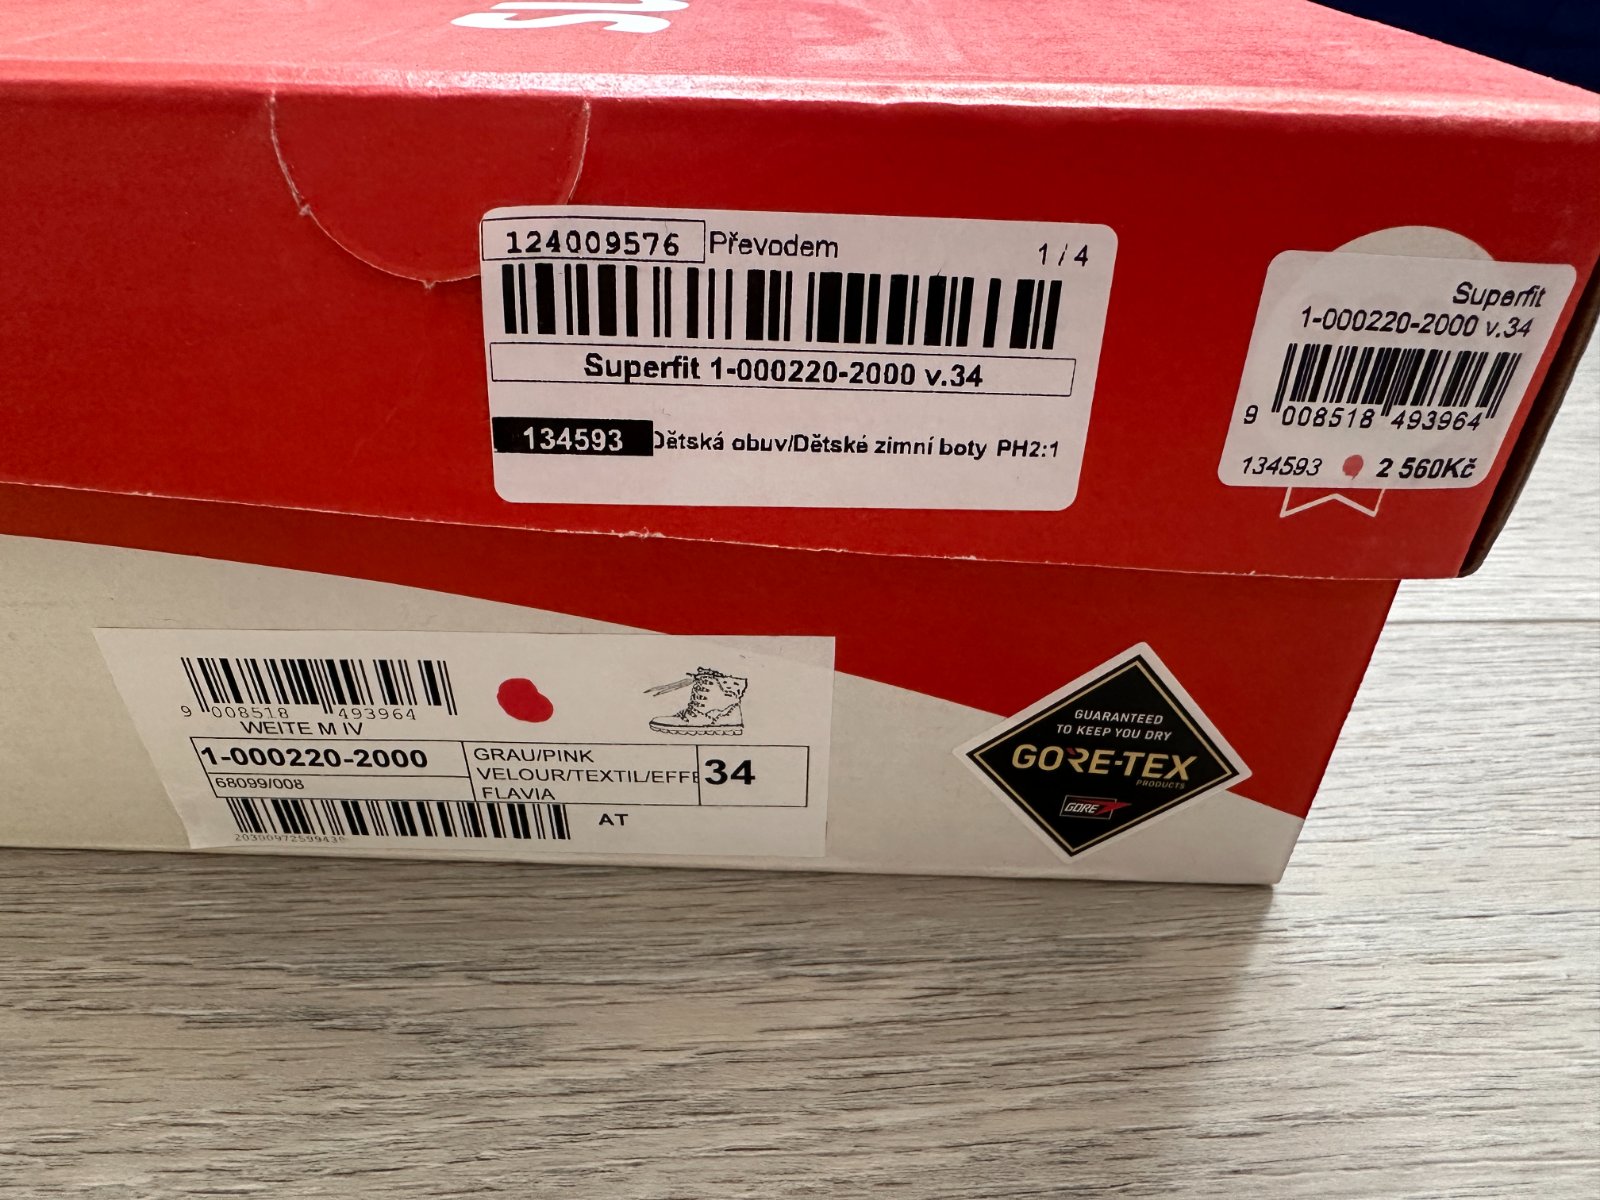 124009576 Převodem 1 / 4
Superfit 1-000220-2000 v.34
134593 Dětská obuv/Dětské zimní boty PH2:1
Superfit
1-000220-2000 v.34
9 008518 493964
134593 2 560Kč
9 008518 493964
WEITE M IV
1-000220-2000
68099/008
GRAU/PINK
VELOUR/TEXTIL/EFFE
FLAVIA
34
AT
GUARANTEED
TO KEEP YOU DRY
GORE-TEX
PRODUCTS
GORE